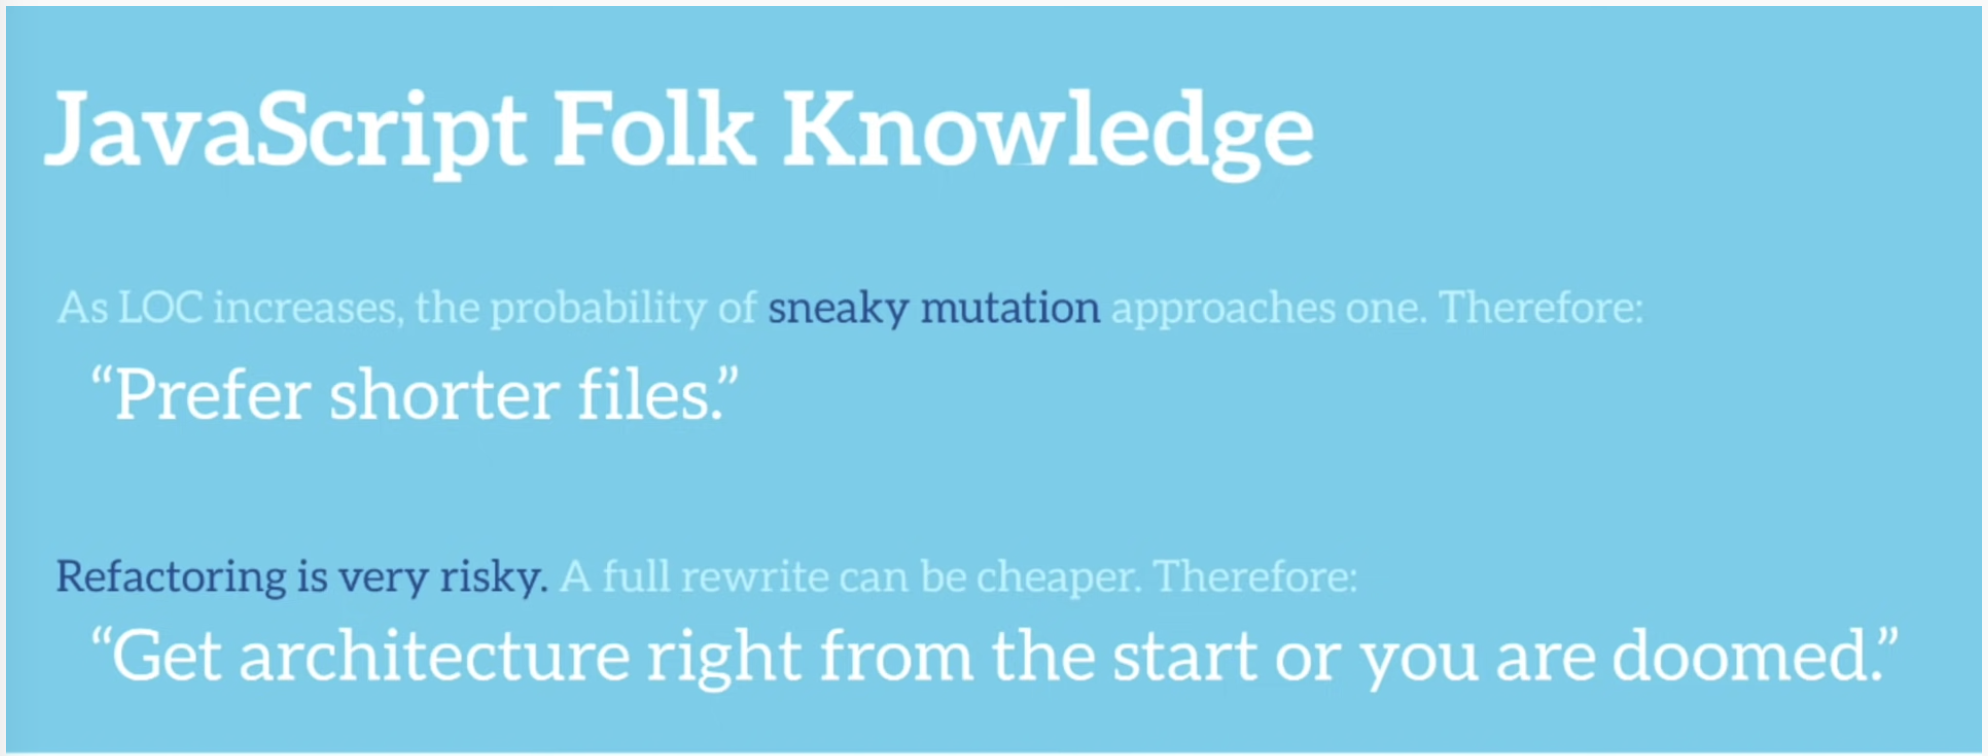 JavaScript Folk Knowledge
As LOC increases, the probability of sneaky mutation approaches one. Therefore:
“Prefer shorter files.”
Refactoring is very risky. A full rewrite can be cheaper. Therefore:
“Get architecture right from the start or you are doomed.”